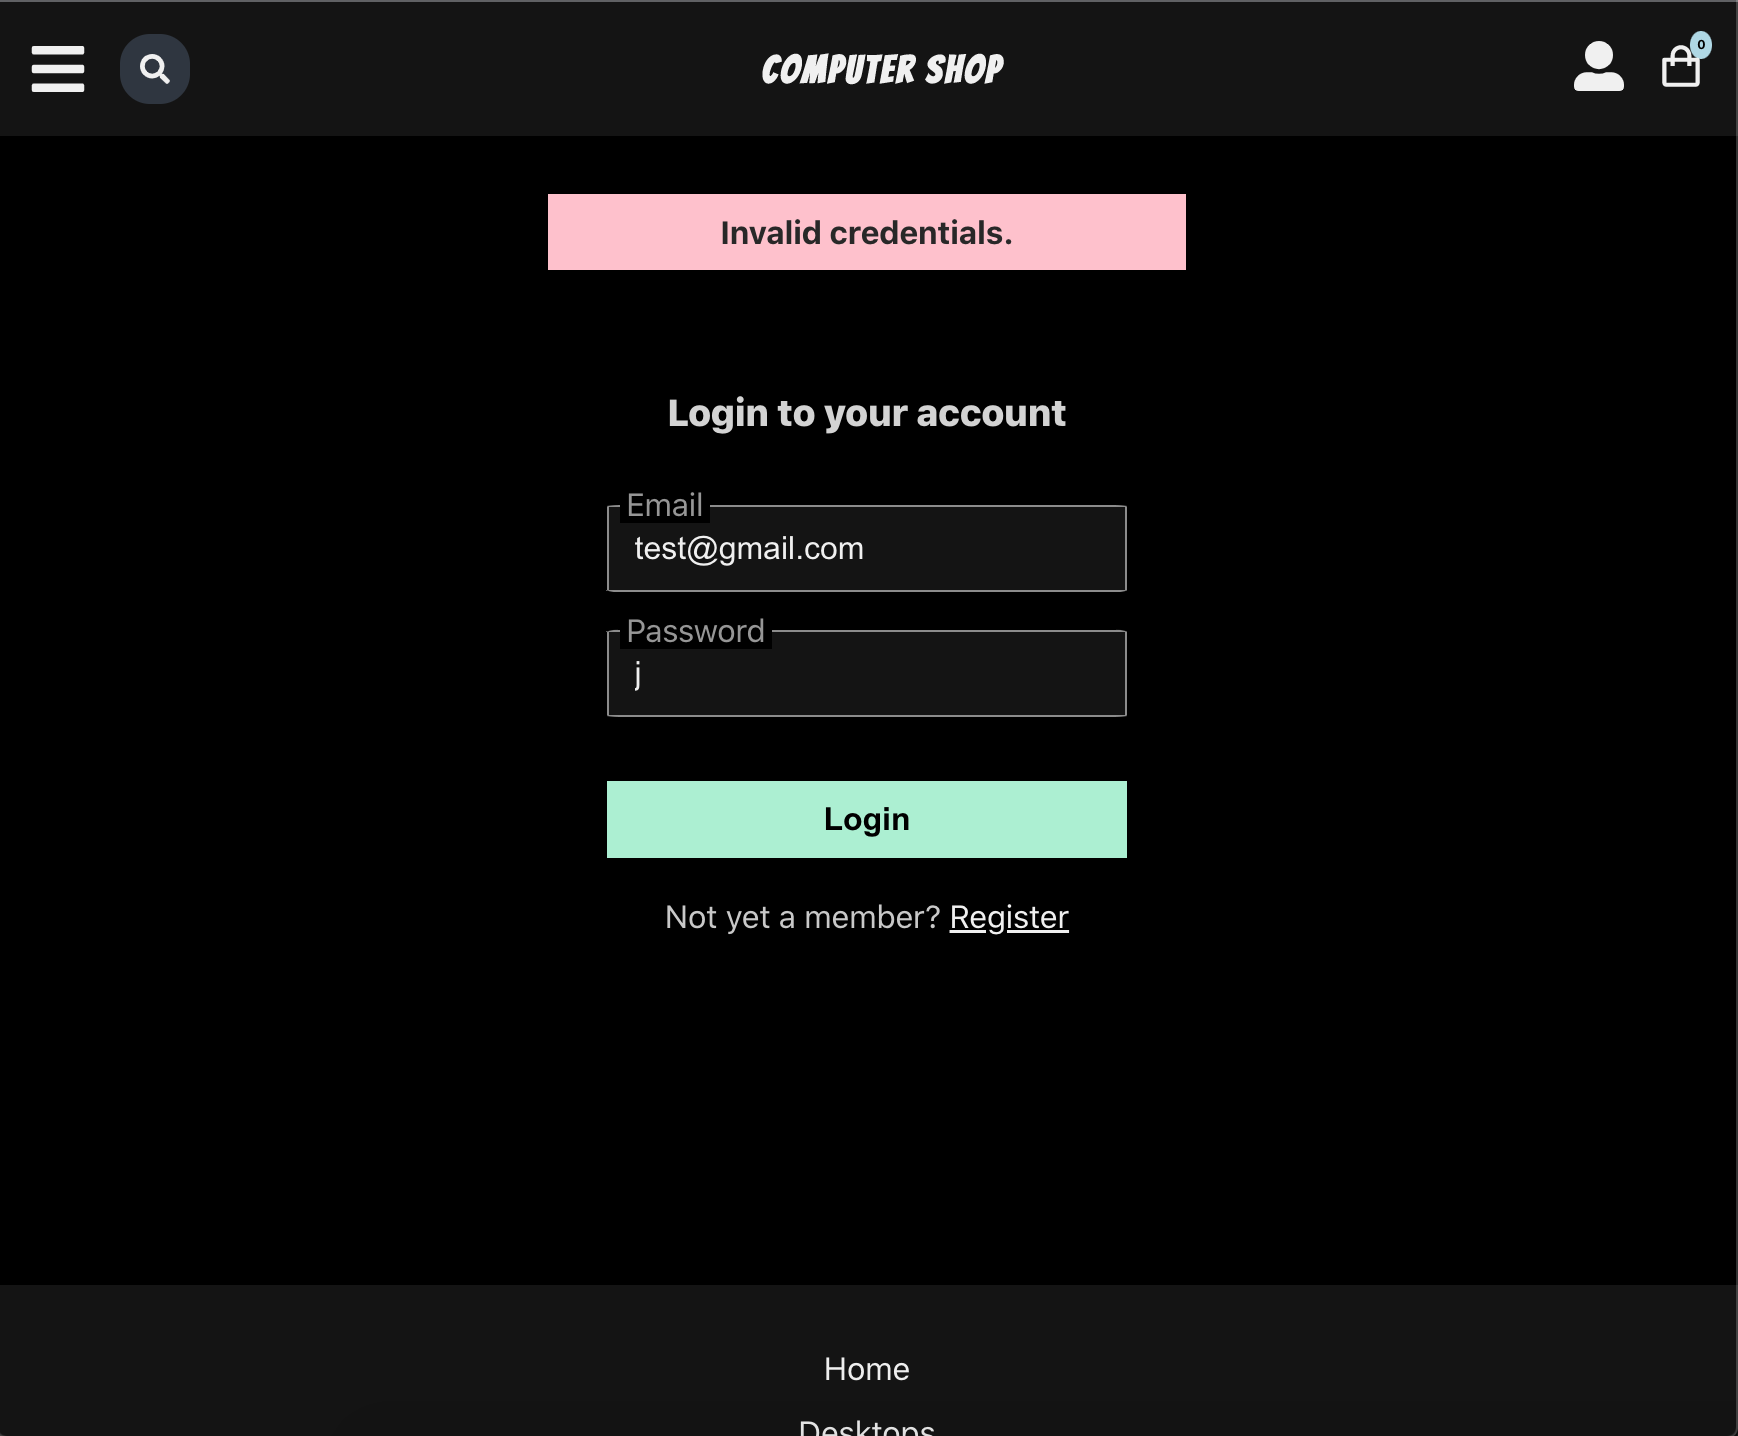 COMPUTER SHOP
0
Invalid credentials.
Login to your account
Email
test@gmail.com
Password
j
Login
Not yet a member? Register
Home
Desktops